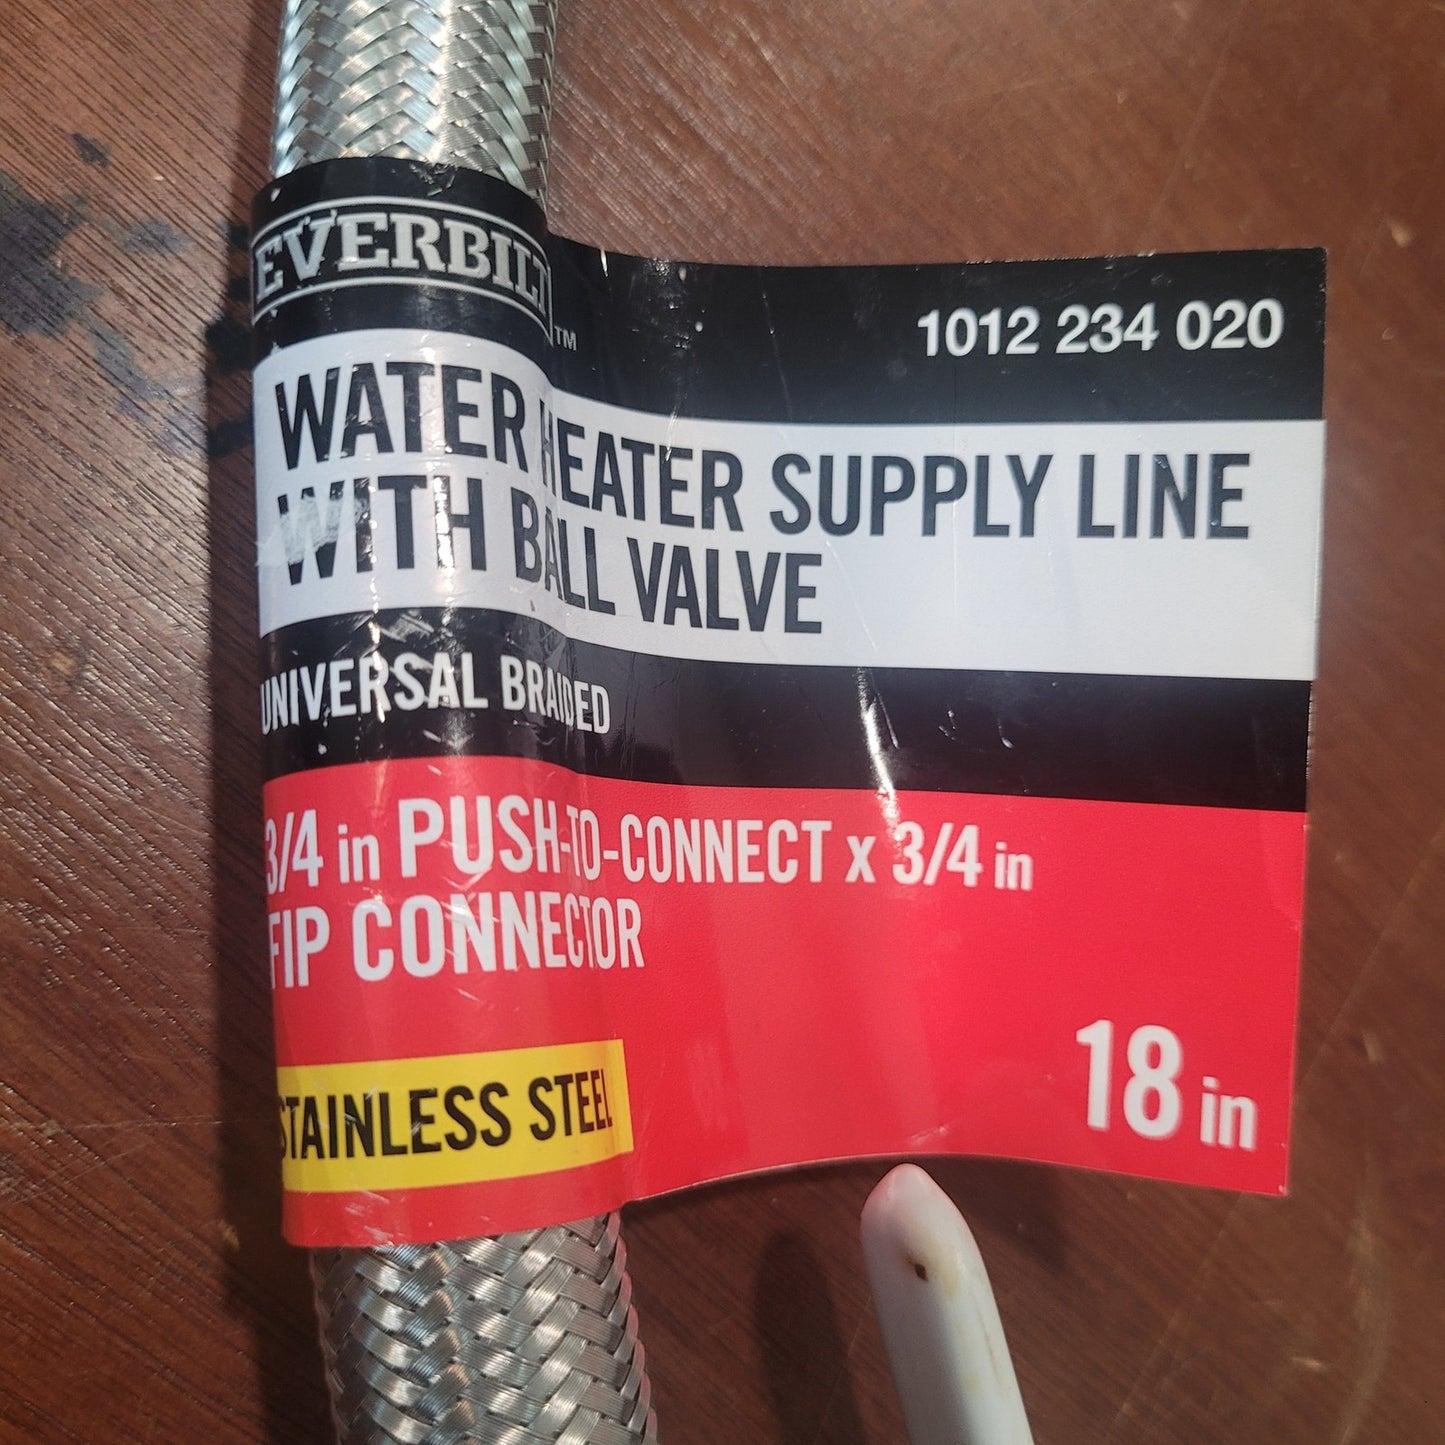 EVERBILT™
1012 234 020
WATER HEATER SUPPLY LINE
WITH BALL VALVE
UNIVERSAL BRAIDED
3/4 in PUSH-TO-CONNECT x 3/4 in
FIP CONNECTOR
STAINLESS STEEL
18 in